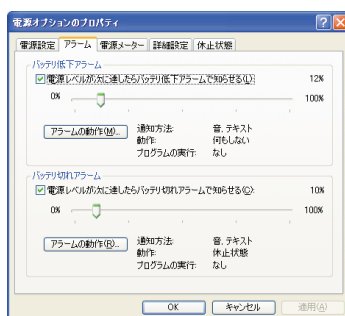 電源オプションのプロパティ
電源設定 アラーム 電源メーター 詳細設定 休止状態
バッテリ低下アラーム
電源レベルが次に達したらバッテリ低下アラームで知らせる(L): 12%
0% 100%
アラームの動作(M)... 通知方法: 音, テキスト
動作: 何もしない
プログラムの実行: なし
バッテリ切れアラーム
電源レベルが次に達したらバッテリ切れアラームで知らせる(C): 10%
0% 100%
アラームの動作(R)... 通知方法: 音, テキスト
動作: 休止状態
プログラムの実行: なし
OK キャンセル 適用(A)